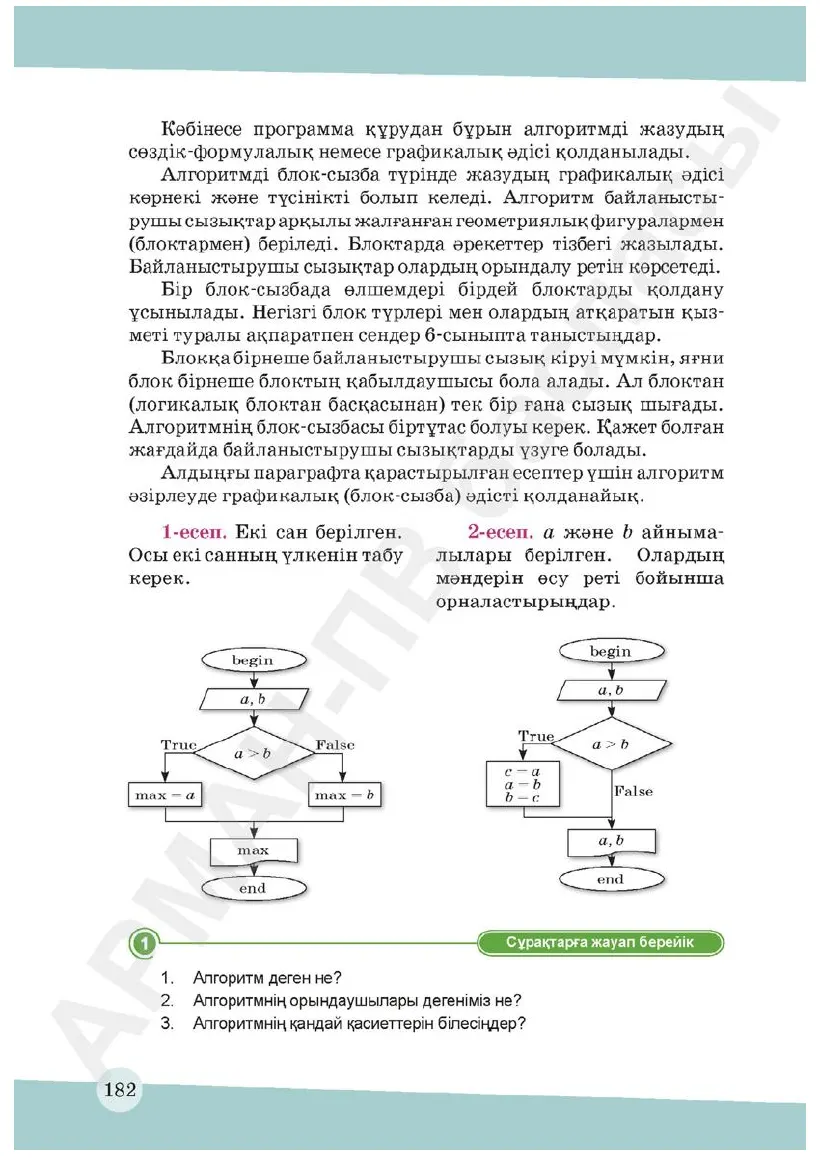 Көбінесе программа құрудан бұрын алгоритмді жазудың
сөздік-формулалық немесе графикалық әдісі қолданылады.
Алгоритмді блок-сызба түрінде жазудың графикалық әдісі
көрнекі және түсінікті болып келеді. Алгоритм байланысты-
рушы сызықтар арқылы жалғанған геометриялық фигуралармен
(блоктармен) беріледі. Блоктарда әрекеттер тізбегі жазылады.
Байланыстырушы сызықтар олардың орындалу ретін көрсетеді.
Бір блок-сызбада өлшемдері бірдей блоктарды қолдану
ұсынылады. Негізгі блок түрлері мен олардың атқаратын қыз-
меті туралы ақпаратпен сендер 6-сыныпта таныстыңдар.
Блокқа бірнеше байланыстырушы сызық кіруі мүмкін, яғни
блок бірнеше блоктың қабылдаушысы бола алады. Ал блоктан
(логикалық блоктан басқасынан) тек бір ғана сызық шығады.
Алгоритмнің блок-сызбасы біртұтас болуы керек. Қажет болған
жағдайда байланыстырушы сызықтарды үзуге болады.
Алдыңғы параграфта қарастырылған есептер үшін алгоритм
әзірлеуде графикалық (блок-сызба) әдісті қолданайық.
1-есеп. Екі сан берілген.
Осы екі санның үлкенін табу
керек.
2-есеп. a және b айныма-
лылары берілген. Олардың
мәндерін өсу реті бойынша
орналастырыңдар.
begin
a, b
True
a > b
False
max = a
max = b
max
end
begin
a, b
True
a > b
c = a
a = b
b = c
False
a, b
end
1
Сұрақтарға жауап берейік
1. Алгоритм деген не?
2. Алгоритмнің орындаушылары дегеніміз не?
3. Алгоритмнің қандай қасиеттерін білесіңдер?
182
АРМАН-ПВ баспасы